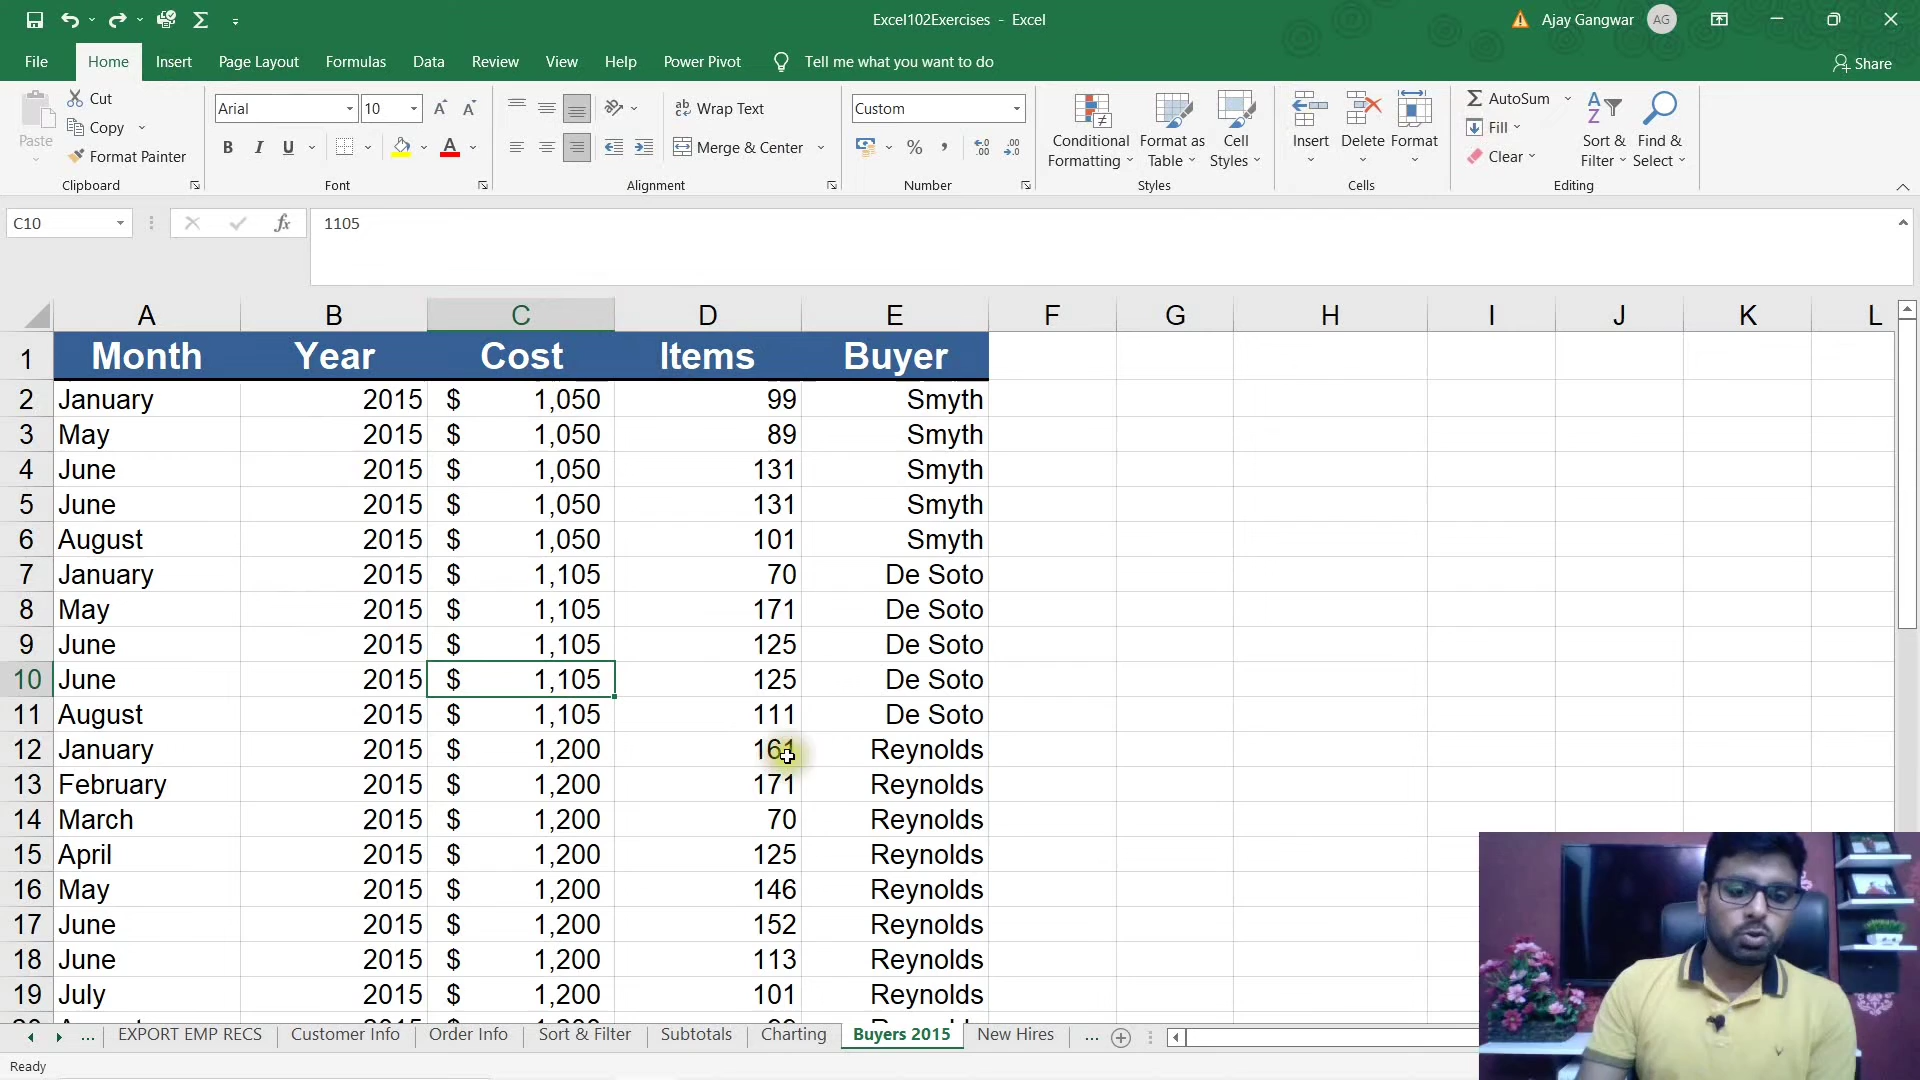 Excel102Exercises - Excel
Ajay Gangwar AG
File Home Insert Page Layout Formulas Data Review View Help Power Pivot Tell me what you want to do Share
Paste
Cut
Copy
Format Painter
Clipboard
Arial 10
B I U A
Font
Wrap Text
Merge & Center
Alignment
Custom
$ % ,
Number
Conditional Formatting
Format as Table
Cell Styles
Styles
Insert Delete Format
Cells
AutoSum
Fill
Clear
Sort & Filter
Find & Select
Editing
C10 fx 1105
A B C D E F G H I J K L
1 Month Year Cost Items Buyer
2 January 2015 $ 1,050 99 Smyth
3 May 2015 $ 1,050 89 Smyth
4 June 2015 $ 1,050 131 Smyth
5 June 2015 $ 1,050 131 Smyth
6 August 2015 $ 1,050 101 Smyth
7 January 2015 $ 1,105 70 De Soto
8 May 2015 $ 1,105 171 De Soto
9 June 2015 $ 1,105 125 De Soto
10 June 2015 $ 1,105 125 De Soto
11 August 2015 $ 1,105 111 De Soto
12 January 2015 $ 1,200 161 Reynolds
13 February 2015 $ 1,200 171 Reynolds
14 March 2015 $ 1,200 70 Reynolds
15 April 2015 $ 1,200 125 Reynolds
16 May 2015 $ 1,200 146 Reynolds
17 June 2015 $ 1,200 152 Reynolds
18 June 2015 $ 1,200 113 Reynolds
19 July 2015 $ 1,200 101 Reynolds
... EXPORT EMP RECS Customer Info Order Info Sort & Filter Subtotals Charting Buyers 2015 New Hires ...
Ready